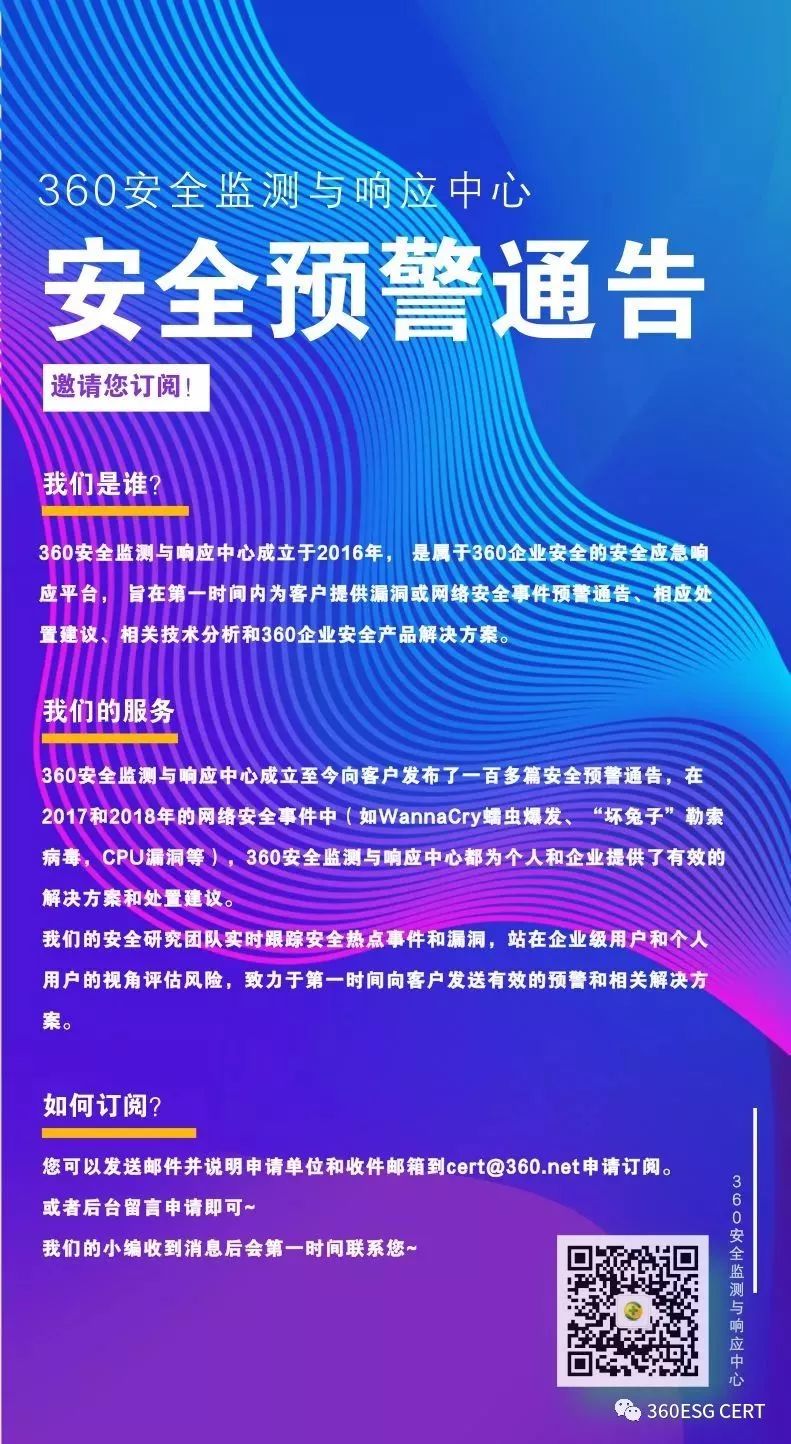 360安全监测与响应中心
安全预警通告
邀请您订阅！
我们是谁？
360安全监测与响应中心成立于2016年， 是属于360企业安全的安全应急响
应平台， 旨在第一时间内为客户提供漏洞或网络安全事件预警通告、相应处
置建议、相关技术分析和360企业安全产品解决方案。
我们的服务
360安全监测与响应中心成立至今向客户发布了一百多篇安全预警通告，在
2017和2018年的网络安全事件中（如WannaCry蠕虫爆发、“坏兔子”勒索
病毒，CPU漏洞等），360安全监测与响应中心都为个人和企业提供了有效的
解决方案和处置建议。
我们的安全研究团队实时跟踪安全热点事件和漏洞，站在企业级用户和个人
用户的视角评估风险，致力于第一时间向客户发送有效的预警和相关解决方
案。
如何订阅？
您可以发送邮件并说明申请单位和收件邮箱到cert@360.net申请订阅。
或者后台留言申请即可~
我们的小编收到消息后会第一时间联系您~
360安全监测与响应中心
360ESG CERT